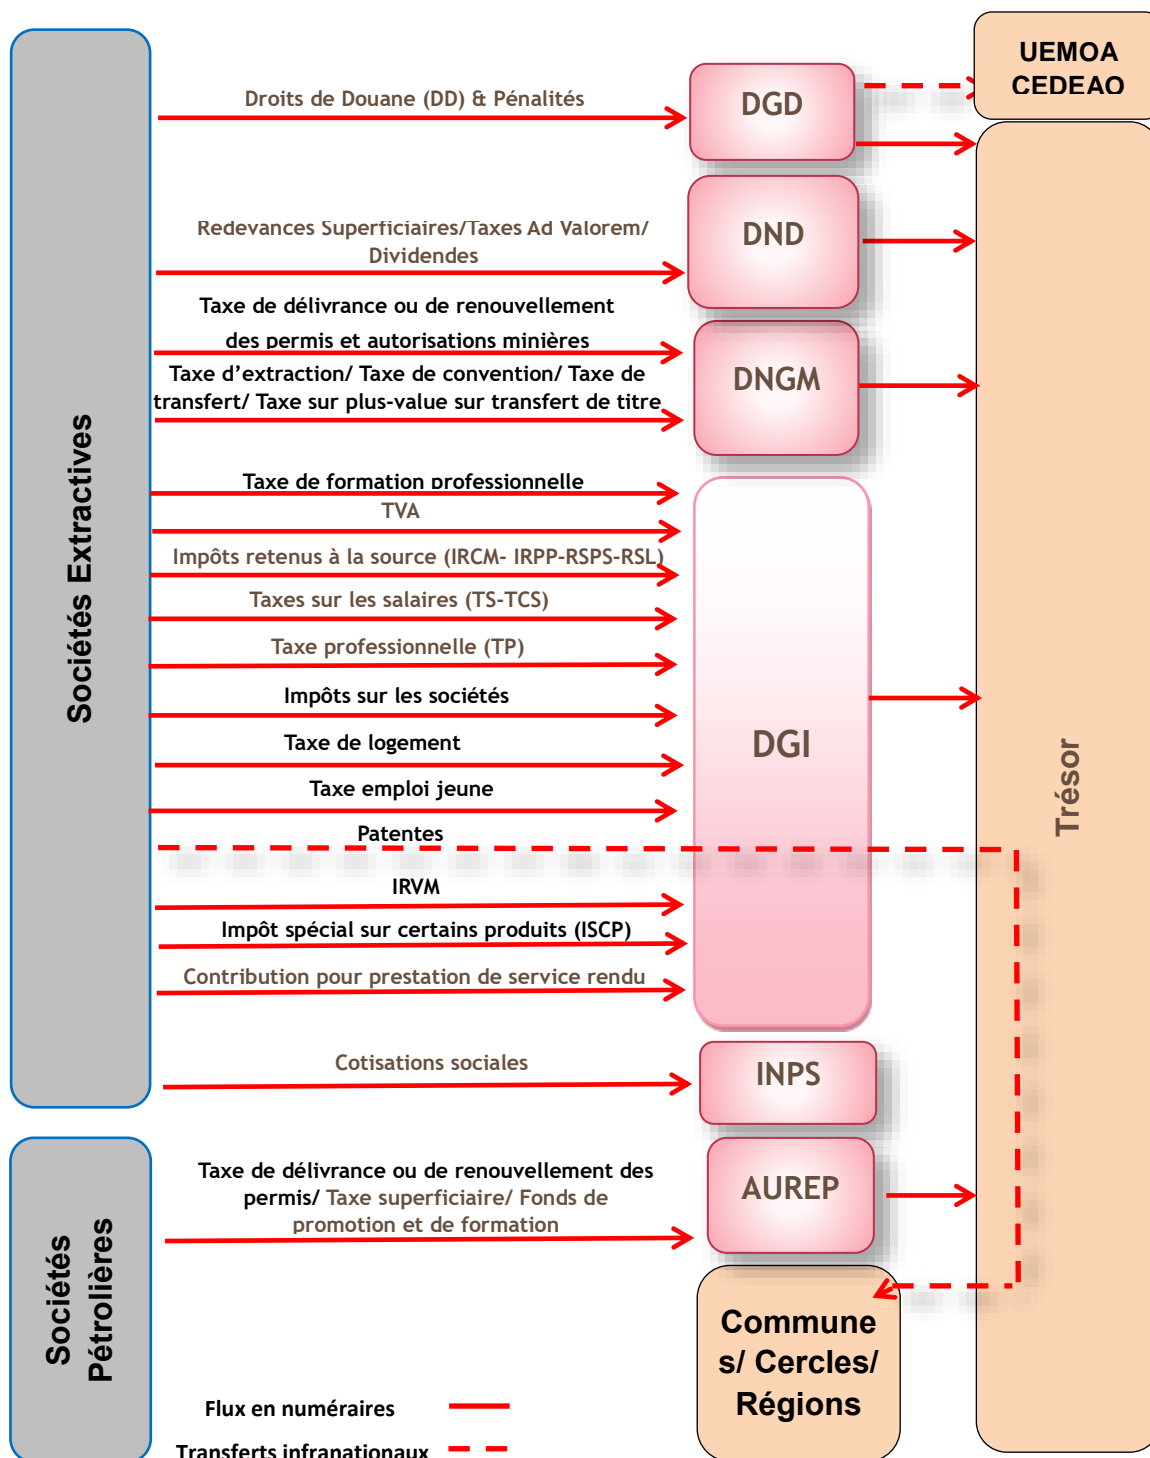 UEMOA
CEDEAO
Droits de Douane (DD) & Pénalités
DGD
Redevances Superficiaires/Taxes Ad Valorem/
Dividendes
DND
Taxe de délivrance ou de renouvellement
des permis et autorisations minières
Taxe d'extraction/ Taxe de convention/ Taxe de
transfert/ Taxe sur plus-value sur transfert de titre
DNGM
Sociétés Extractives
Taxe de formation professionnelle
TVA
Impôts retenus à la source (IRCM- IRPP-RSPS-RSL)
Taxes sur les salaires (TS-TCS)
Taxe professionnelle (TP)
Impôts sur les sociétés
Taxe de logement
Taxe emploi jeune
Patentes
IRVM
Impôt spécial sur certains produits (ISCP)
Contribution pour prestation de service rendu
DGI
Trésor
Cotisations sociales
INPS
Sociétés
Pétrolières
Taxe de délivrance ou de renouvellement des
permis/ Taxe superficiaire/ Fonds de
promotion et de formation
AUREP
Commune
s/ Cercles/
Régions
Flux en numéraires
Transferts infranationaux